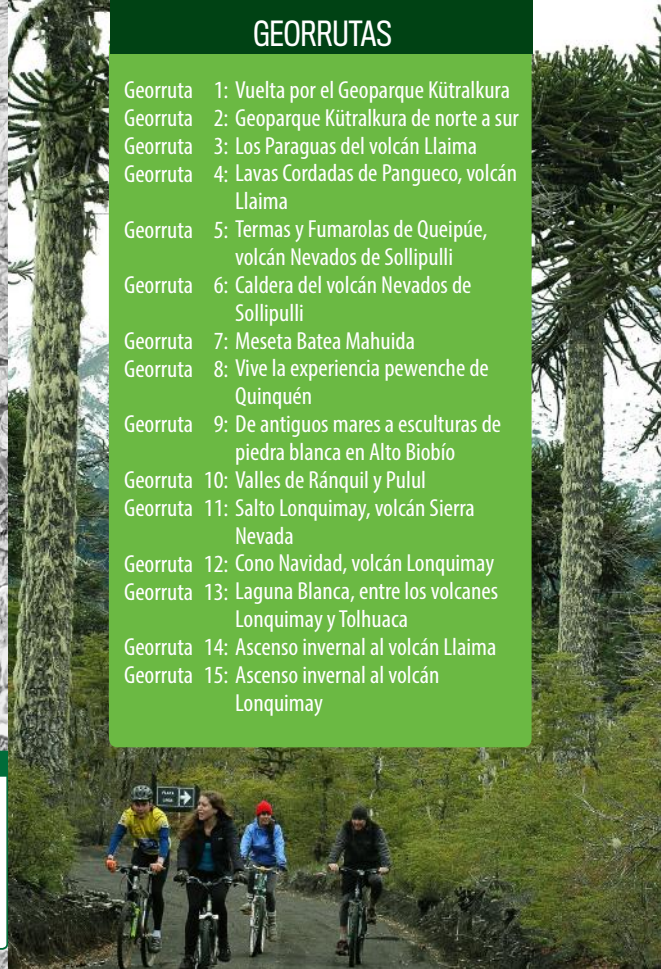 GEORRUTAS
Georruta 1: Vuelta por el Geoparque Kütralkura
Georruta 2: Geoparque Kütralkura de norte a sur
Georruta 3: Los Paraguas del volcán Llaima
Georruta 4: Lavas Cordadas de Pangueco, volcán
Llaima
Georruta 5: Termas y Fumarolas de Queipúe,
volcán Nevados de Sollipulli
Georruta 6: Caldera del volcán Nevados de
Sollipulli
Georruta 7: Meseta Batea Mahuida
Georruta 8: Vive la experiencia pewenche de
Quinquén
Georruta 9: De antiguos mares a esculturas de
piedra blanca en Alto Biobío
Georruta 10: Valles de Ránquil y Pulul
Georruta 11: Salto Lonquimay, volcán Sierra
Nevada
Georruta 12: Cono Navidad, volcán Lonquimay
Georruta 13: Laguna Blanca, entre los volcanes
Lonquimay y Tolhuaca
Georruta 14: Ascenso invernal al volcán Llaima
Georruta 15: Ascenso invernal al volcán
Lonquimay